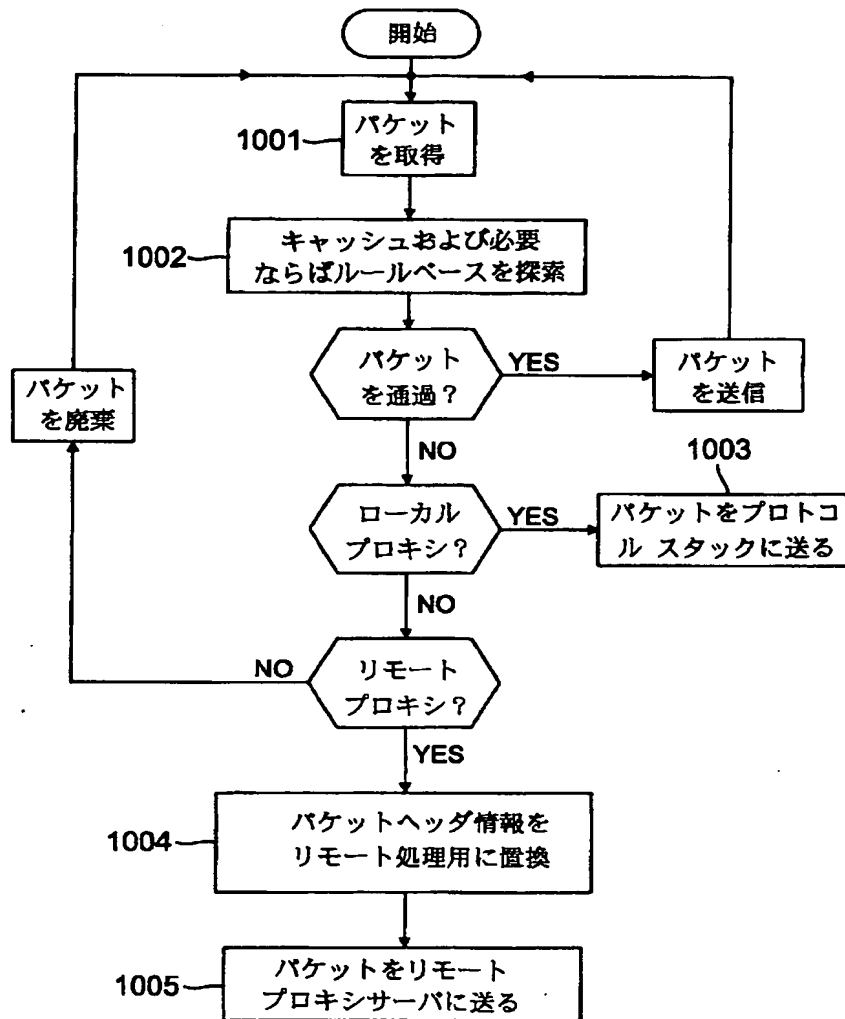 開始
1001
パケット
を取得
1002
キャッシュおよび必要
ならばルールベースを探索
パケット
を通過？
YES
パケット
を送信
パケット
を廃棄
NO
1003
ローカル
プロキシ？
YES
パケットをプロトコ
ル スタックに送る
NO
NO
リモート
プロキシ？
YES
1004
パケットヘッダ情報を
リモート処理用に置換
1005
パケットをリモート
プロキシサーバに送る